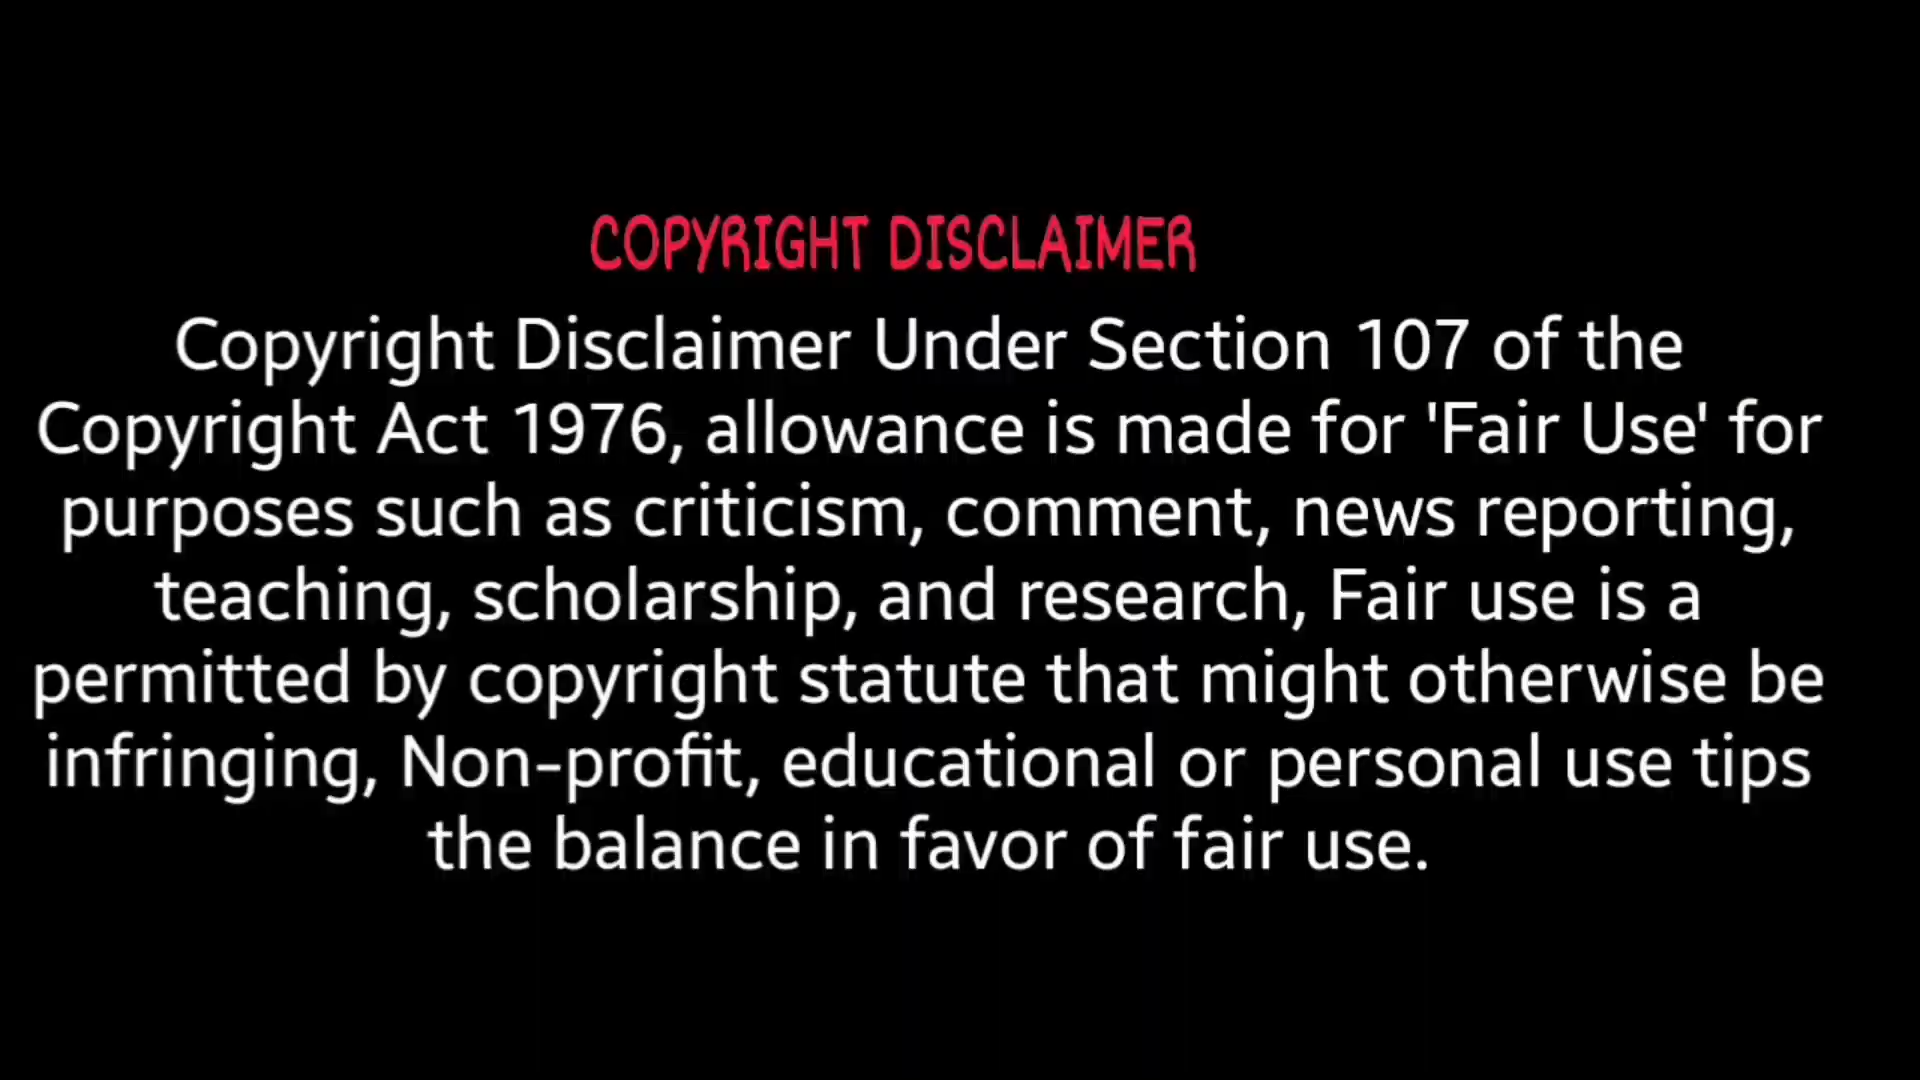 COPYRIGHT DISCLAIMER
Copyright Disclaimer Under Section 107 of the
Copyright Act 1976, allowance is made for 'Fair Use' for
purposes such as criticism, comment, news reporting,
teaching, scholarship, and research, Fair use is a
permitted by copyright statute that might otherwise be
infringing, Non-profit, educational or personal use tips
the balance in favor of fair use.